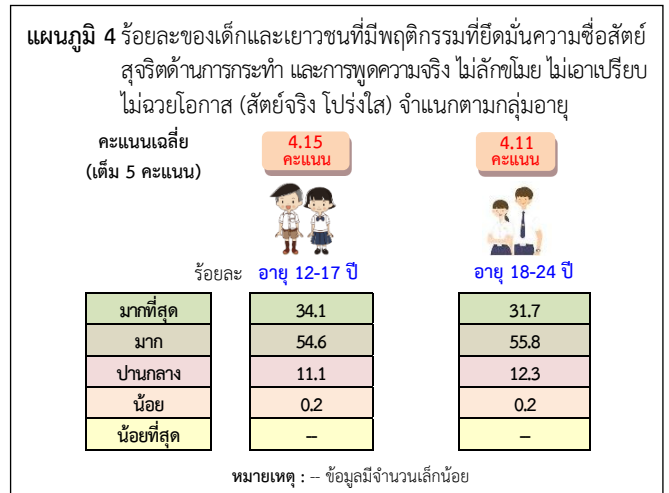 แผนภูมิ 4 ร้อยละของเด็กและเยาวชนที่มีพฤติกรรมที่ยึดมั่นความซื่อสัตย์
สุจริตด้านการกระทำ และการพูดความจริง ไม่ลักขโมย ไม่เอาเปรียบ
ไม่ฉวยโอกาส (สัตย์จริง โปร่งใส) จำแนกตามกลุ่มอายุ
คะแนนเฉลี่ย
(เต็ม 5 คะแนน)
4.15
คะแนน
4.11
คะแนน
ร้อยละ อายุ 12-17 ปี อายุ 18-24 ปี
มากที่สุด 34.1 31.7
มาก 54.6 55.8
ปานกลาง 11.1 12.3
น้อย 0.2 0.2
น้อยที่สุด -- --
หมายเหตุ : -- ข้อมูลมีจำนวนเล็กน้อย